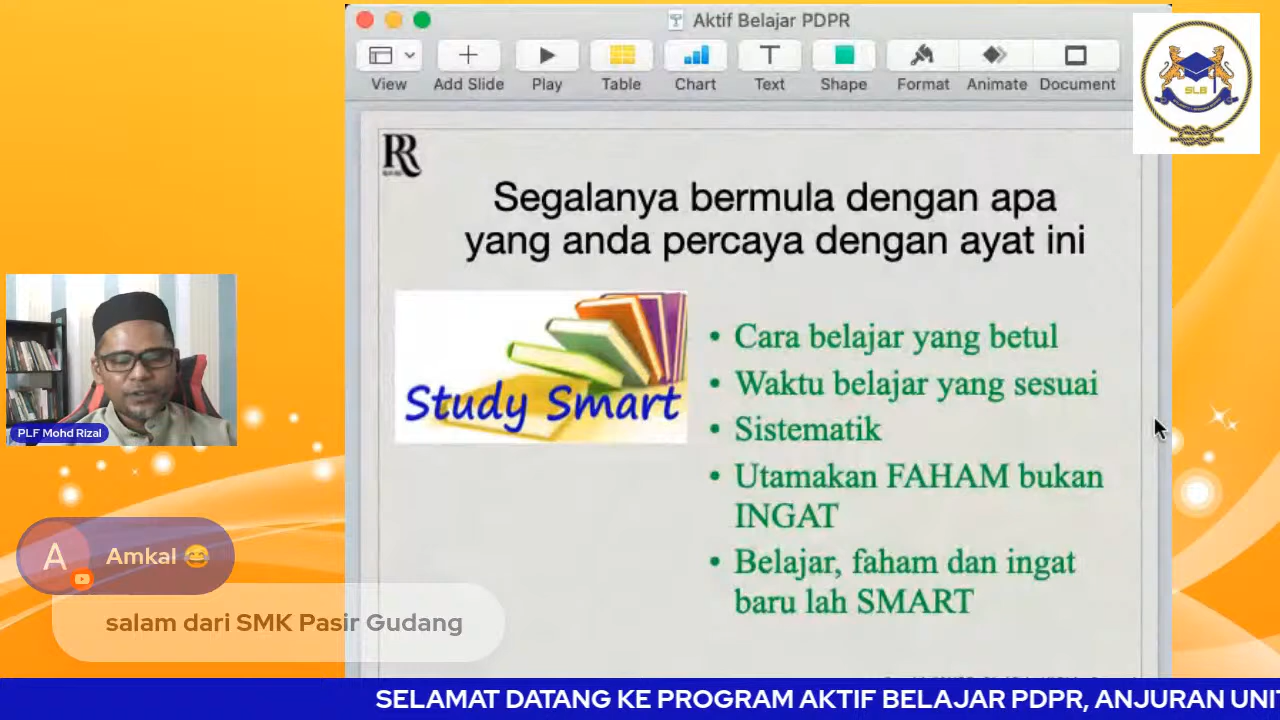 Aktif Belajar PDPR
View
Add Slide
Play
Table
Chart
Text
Shape
Format
Animate
Document
SLB
RR
Segalanya bermula dengan apa
yang anda percaya dengan ayat ini
Study Smart
• Cara belajar yang betul
• Waktu belajar yang sesuai
• Sistematik
• Utamakan FAHAM bukan
INGAT
• Belajar, faham dan ingat
baru lah SMART
PLF Mohd Rizal
A
Amkal 😂
salam dari SMK Pasir Gudang
SELAMAT DATANG KE PROGRAM AKTIF BELAJAR PDPR, ANJURAN UNIT